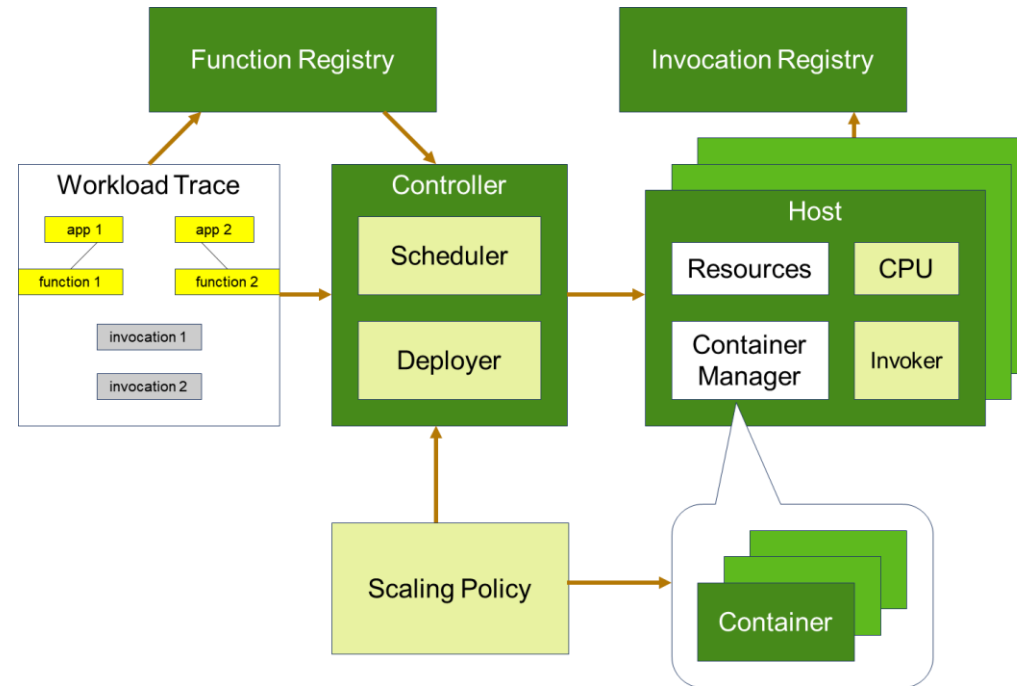 Function Registry
Invocation Registry
Workload Trace
app 1
app 2
function 1
function 2
invocation 1
invocation 2
Controller
Scheduler
Deployer
Host
Resources
CPU
Container
Manager
Invoker
Scaling Policy
Container